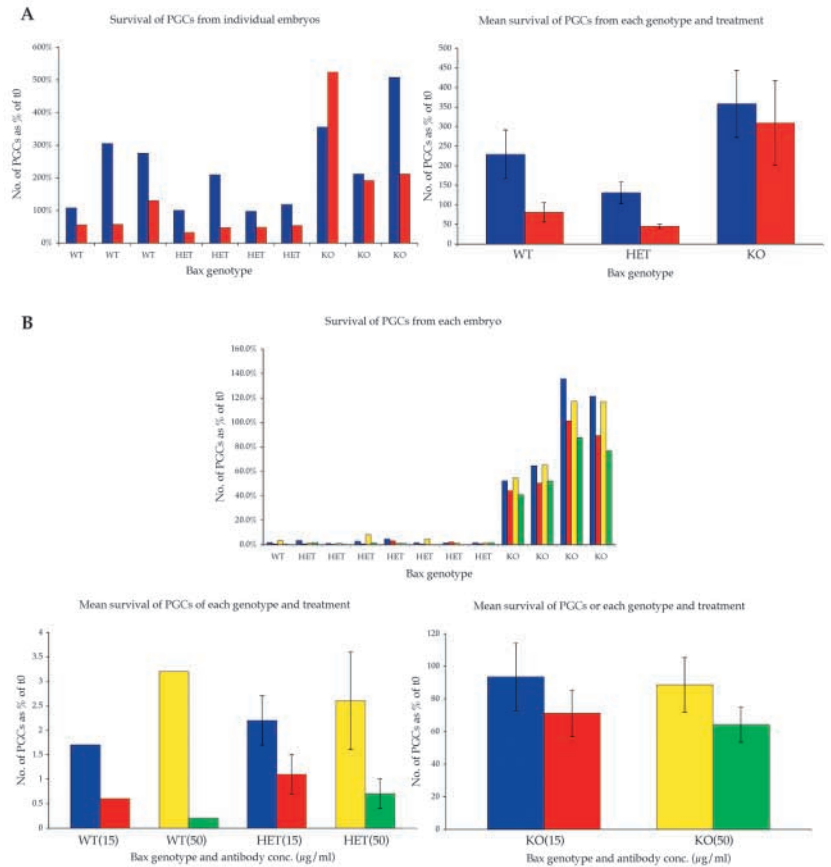 A
Survival of PGCs from individual embryos
Mean survival of PGCs from each genotype and treatment
No. of PGCs as % of t0
600%
500%
400%
300%
200%
100%
0%
WT WT WT HET HET HET HET KO KO KO
Bax genotype
No. of PGCs as % of t0
500
450
400
350
300
250
200
150
100
50
0
WT HET KO
Bax genotype
B
Survival of PGCs from each embryo
No. of PGCs as % of t0
160.0%
140.0%
120.0%
100.0%
80.0%
60.0%
40.0%
20.0%
0.0%
WT HET HET HET HET HET HET HET KO KO KO KO
Bax genotype
Mean survival of PGCs of each genotype and treatment
No. of PGCs as % of t0
4
3.5
3
2.5
2
1.5
1
0.5
0
WT(15) WT(50) HET(15) HET(50)
Bax genotype and antibody conc. (µg/ml)
Mean survival of PGCs or each genotype and treatment
No. of PGCs as % of t0
120
100
80
60
40
20
0
KO(15) KO(50)
Bax genotype and antibody conc. (µg/ml)